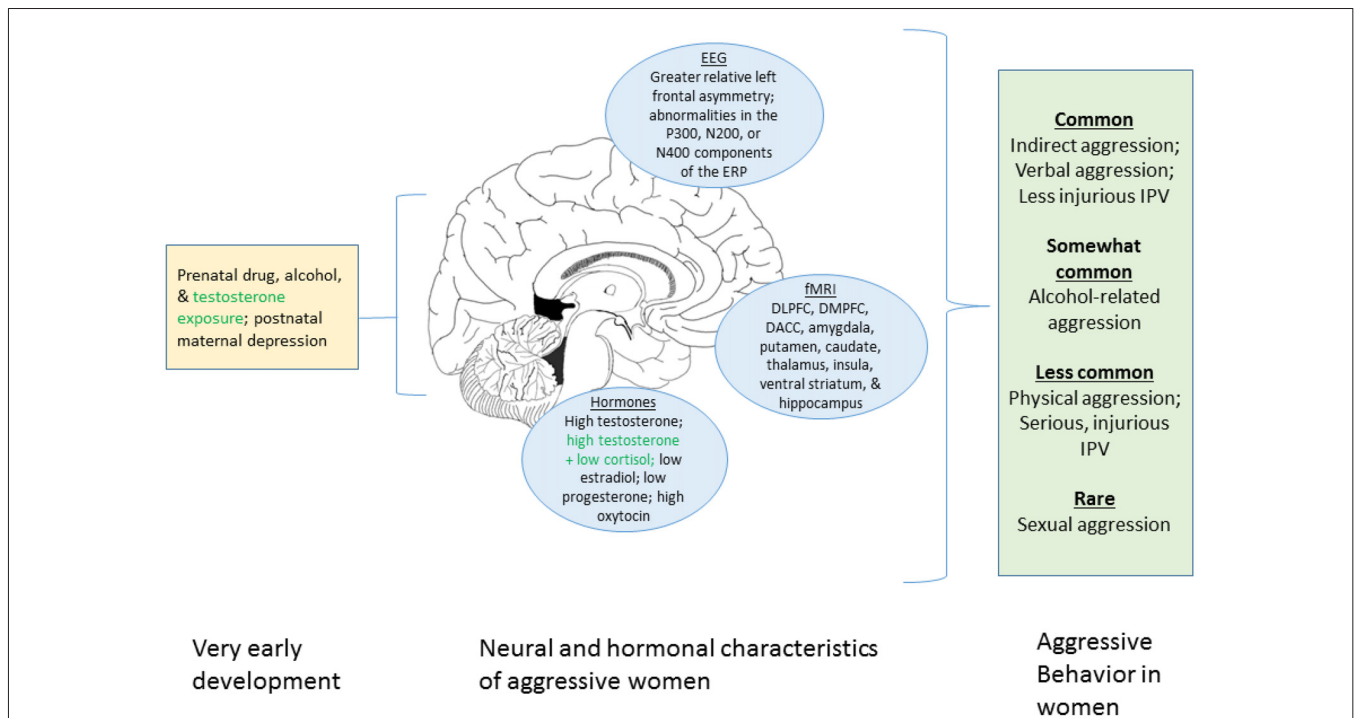 EEG
Greater relative left
frontal asymmetry;
abnormalities in the
P300, N200, or
N400 components
of the ERP
Prenatal drug, alcohol,
& testosterone
exposure; postnatal
maternal depression
fMRI
DLPFC, DMPFC,
DACC, amygdala,
putamen, caudate,
thalamus, insula,
ventral striatum, &
hippocampus
Hormones
High testosterone;
high testosterone
+ low cortisol; low
estradiol; low
progesterone; high
oxytocin
Common
Indirect aggression;
Verbal aggression;
Less injurious IPV
Somewhat
common
Alcohol-related
aggression
Less common
Physical aggression;
Serious, injurious
IPV
Rare
Sexual aggression
Very early
development
Neural and hormonal characteristics
of aggressive women
Aggressive
Behavior in
women